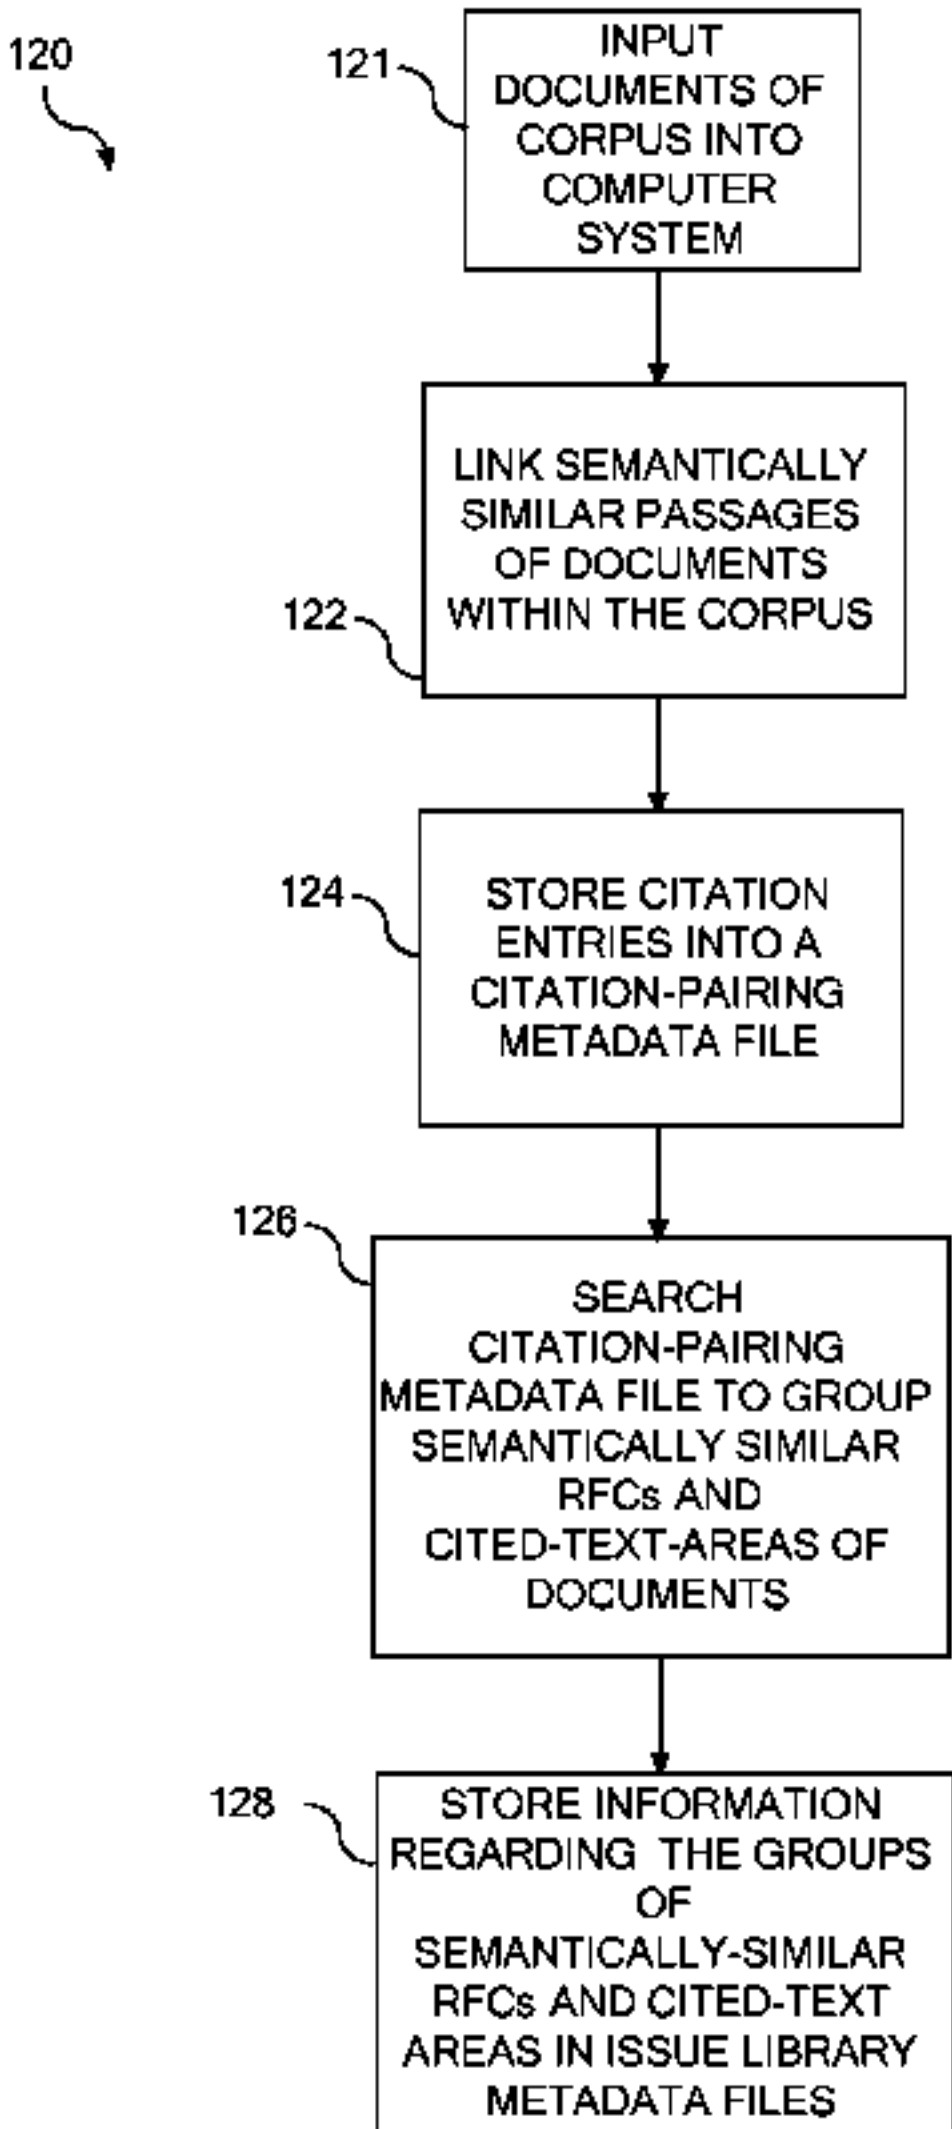 120
121
INPUT
DOCUMENTS OF
CORPUS INTO
COMPUTER
SYSTEM
122
LINK SEMANTICALLY
SIMILAR PASSAGES
OF DOCUMENTS
WITHIN THE CORPUS
124
STORE CITATION
ENTRIES INTO A
CITATION-PAIRING
METADATA FILE
126
SEARCH
CITATION-PAIRING
METADATA FILE TO GROUP
SEMANTICALLY SIMILAR
RFCs AND
CITED-TEXT-AREAS OF
DOCUMENTS
128
STORE INFORMATION
REGARDING THE GROUPS
OF
SEMANTICALLY-SIMILAR
RFCs AND CITED-TEXT
AREAS IN ISSUE LIBRARY
METADATA FILES